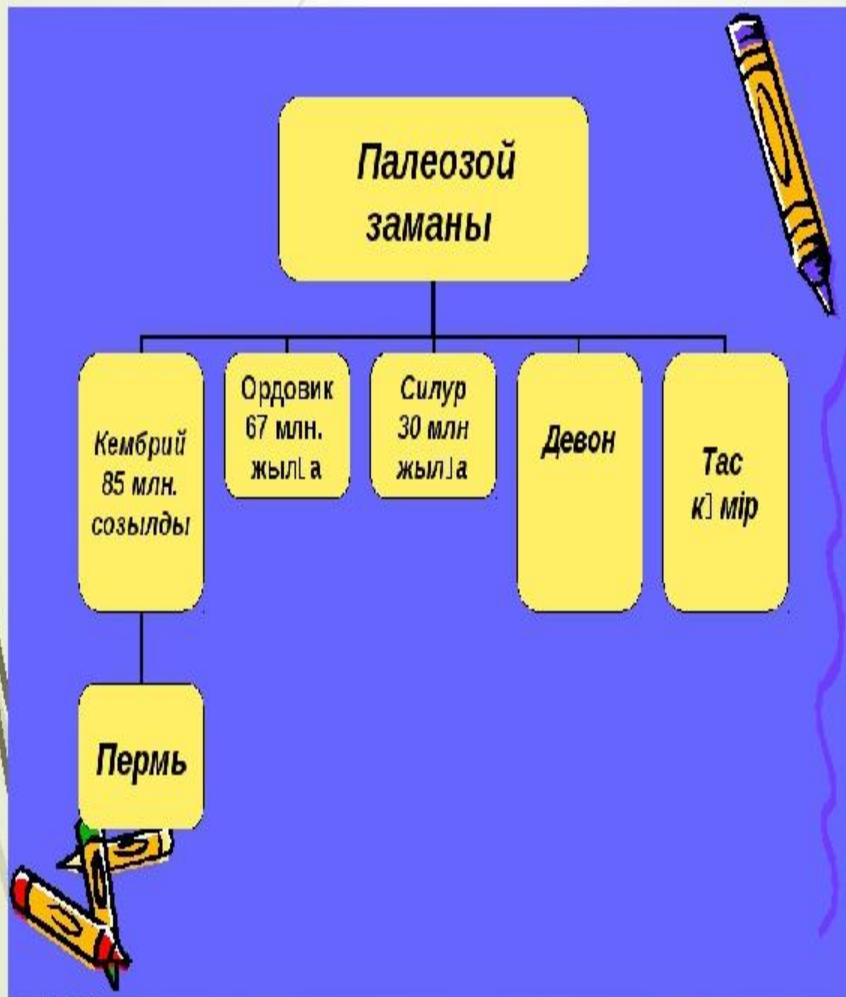 Палеозой
заманы
Кембрий
85 млн.
созылды
Ордовик
67 млн.
Силур
30 млн
Девон
Тас
Пермь